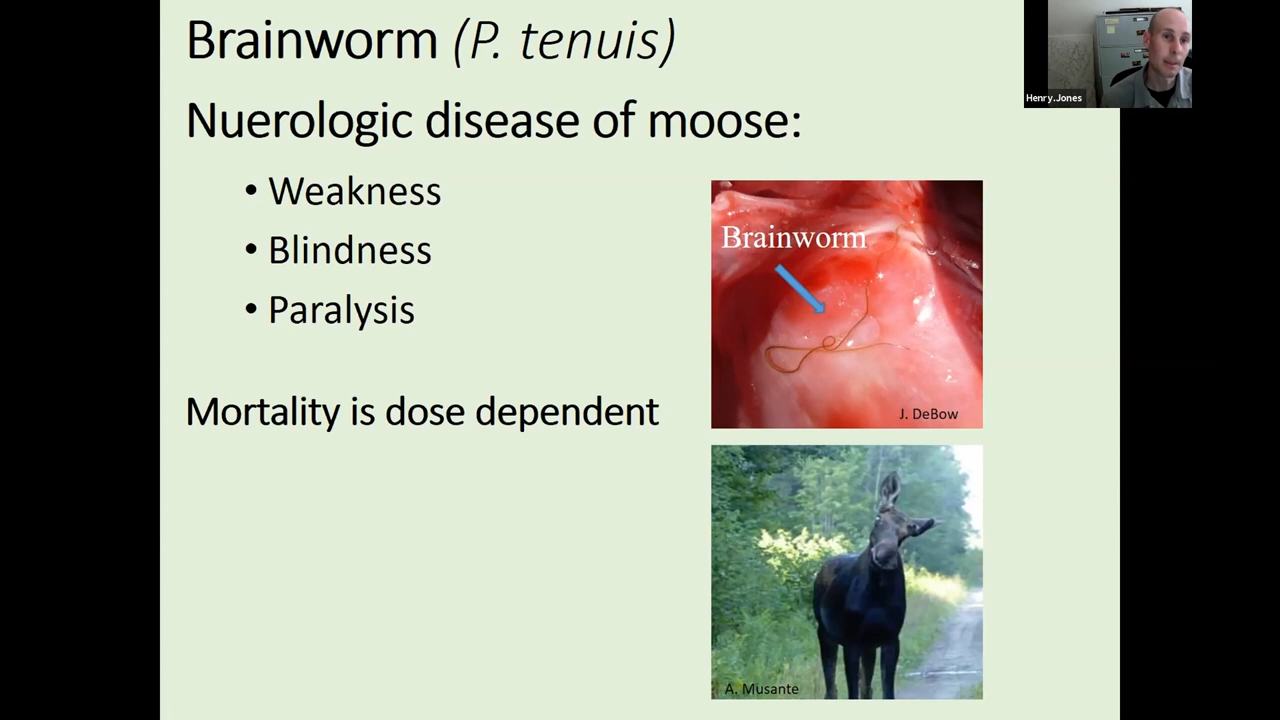 Brainworm (P. tenuis)
Henry.Jones
Nuerologic disease of moose:
• Weakness
• Blindness
• Paralysis
Brainworm
Mortality is dose dependent
J. DeBow
A. Musante